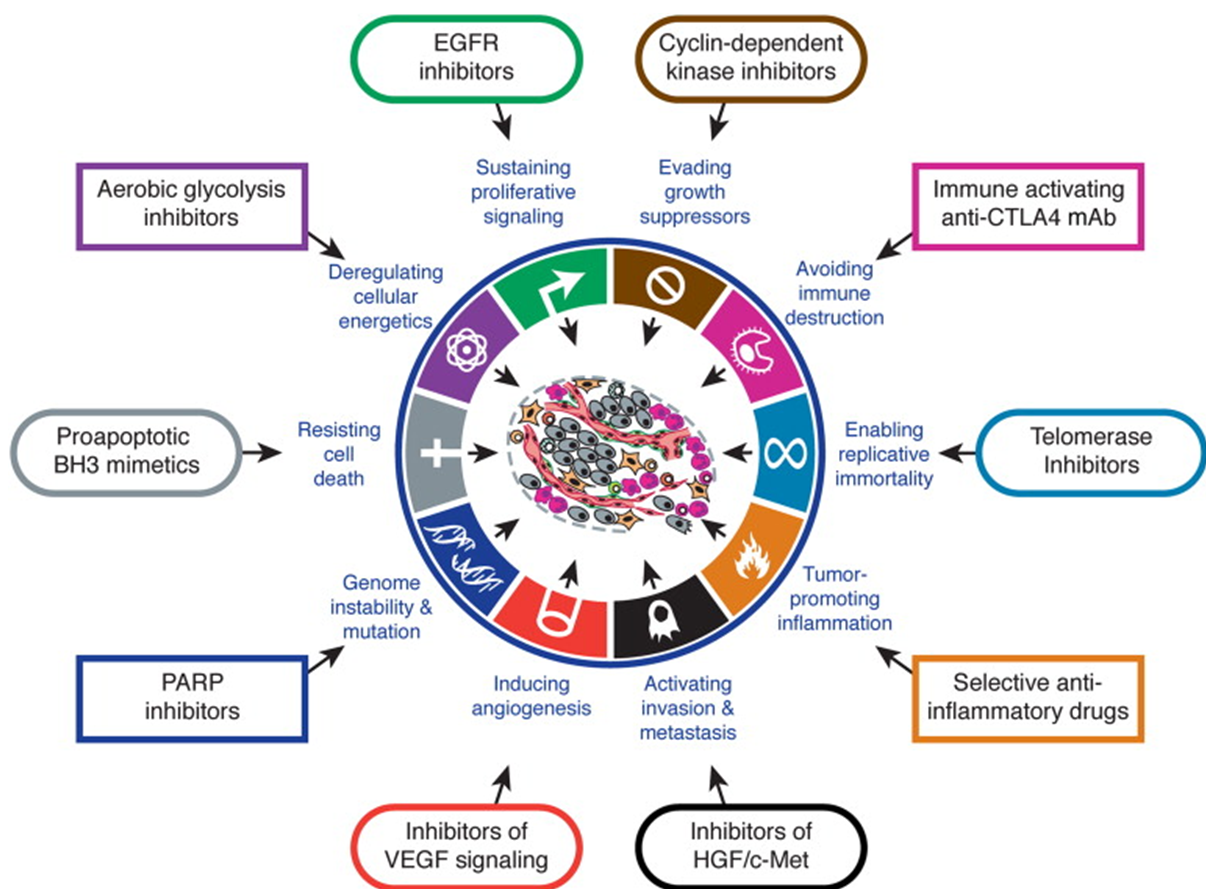 EGFR
inhibitors
Cyclin-dependent
kinase inhibitors
Sustaining
proliferative
signaling
Evading
growth
suppressors
Aerobic glycolysis
inhibitors
Immune activating
anti-CTLA4 mAb
Deregulating
cellular
energetics
Avoiding
immune
destruction
Proapoptotic
BH3 mimetics
Resisting
cell
death
Enabling
replicative
immortality
Telomerase
Inhibitors
Genome
instability &
mutation
Tumor-
promoting
inflammation
PARP
inhibitors
Inducing
angiogenesis
Activating
invasion &
metastasis
Selective anti-
inflammatory drugs
Inhibitors of
VEGF signaling
Inhibitors of
HGF/c-Met